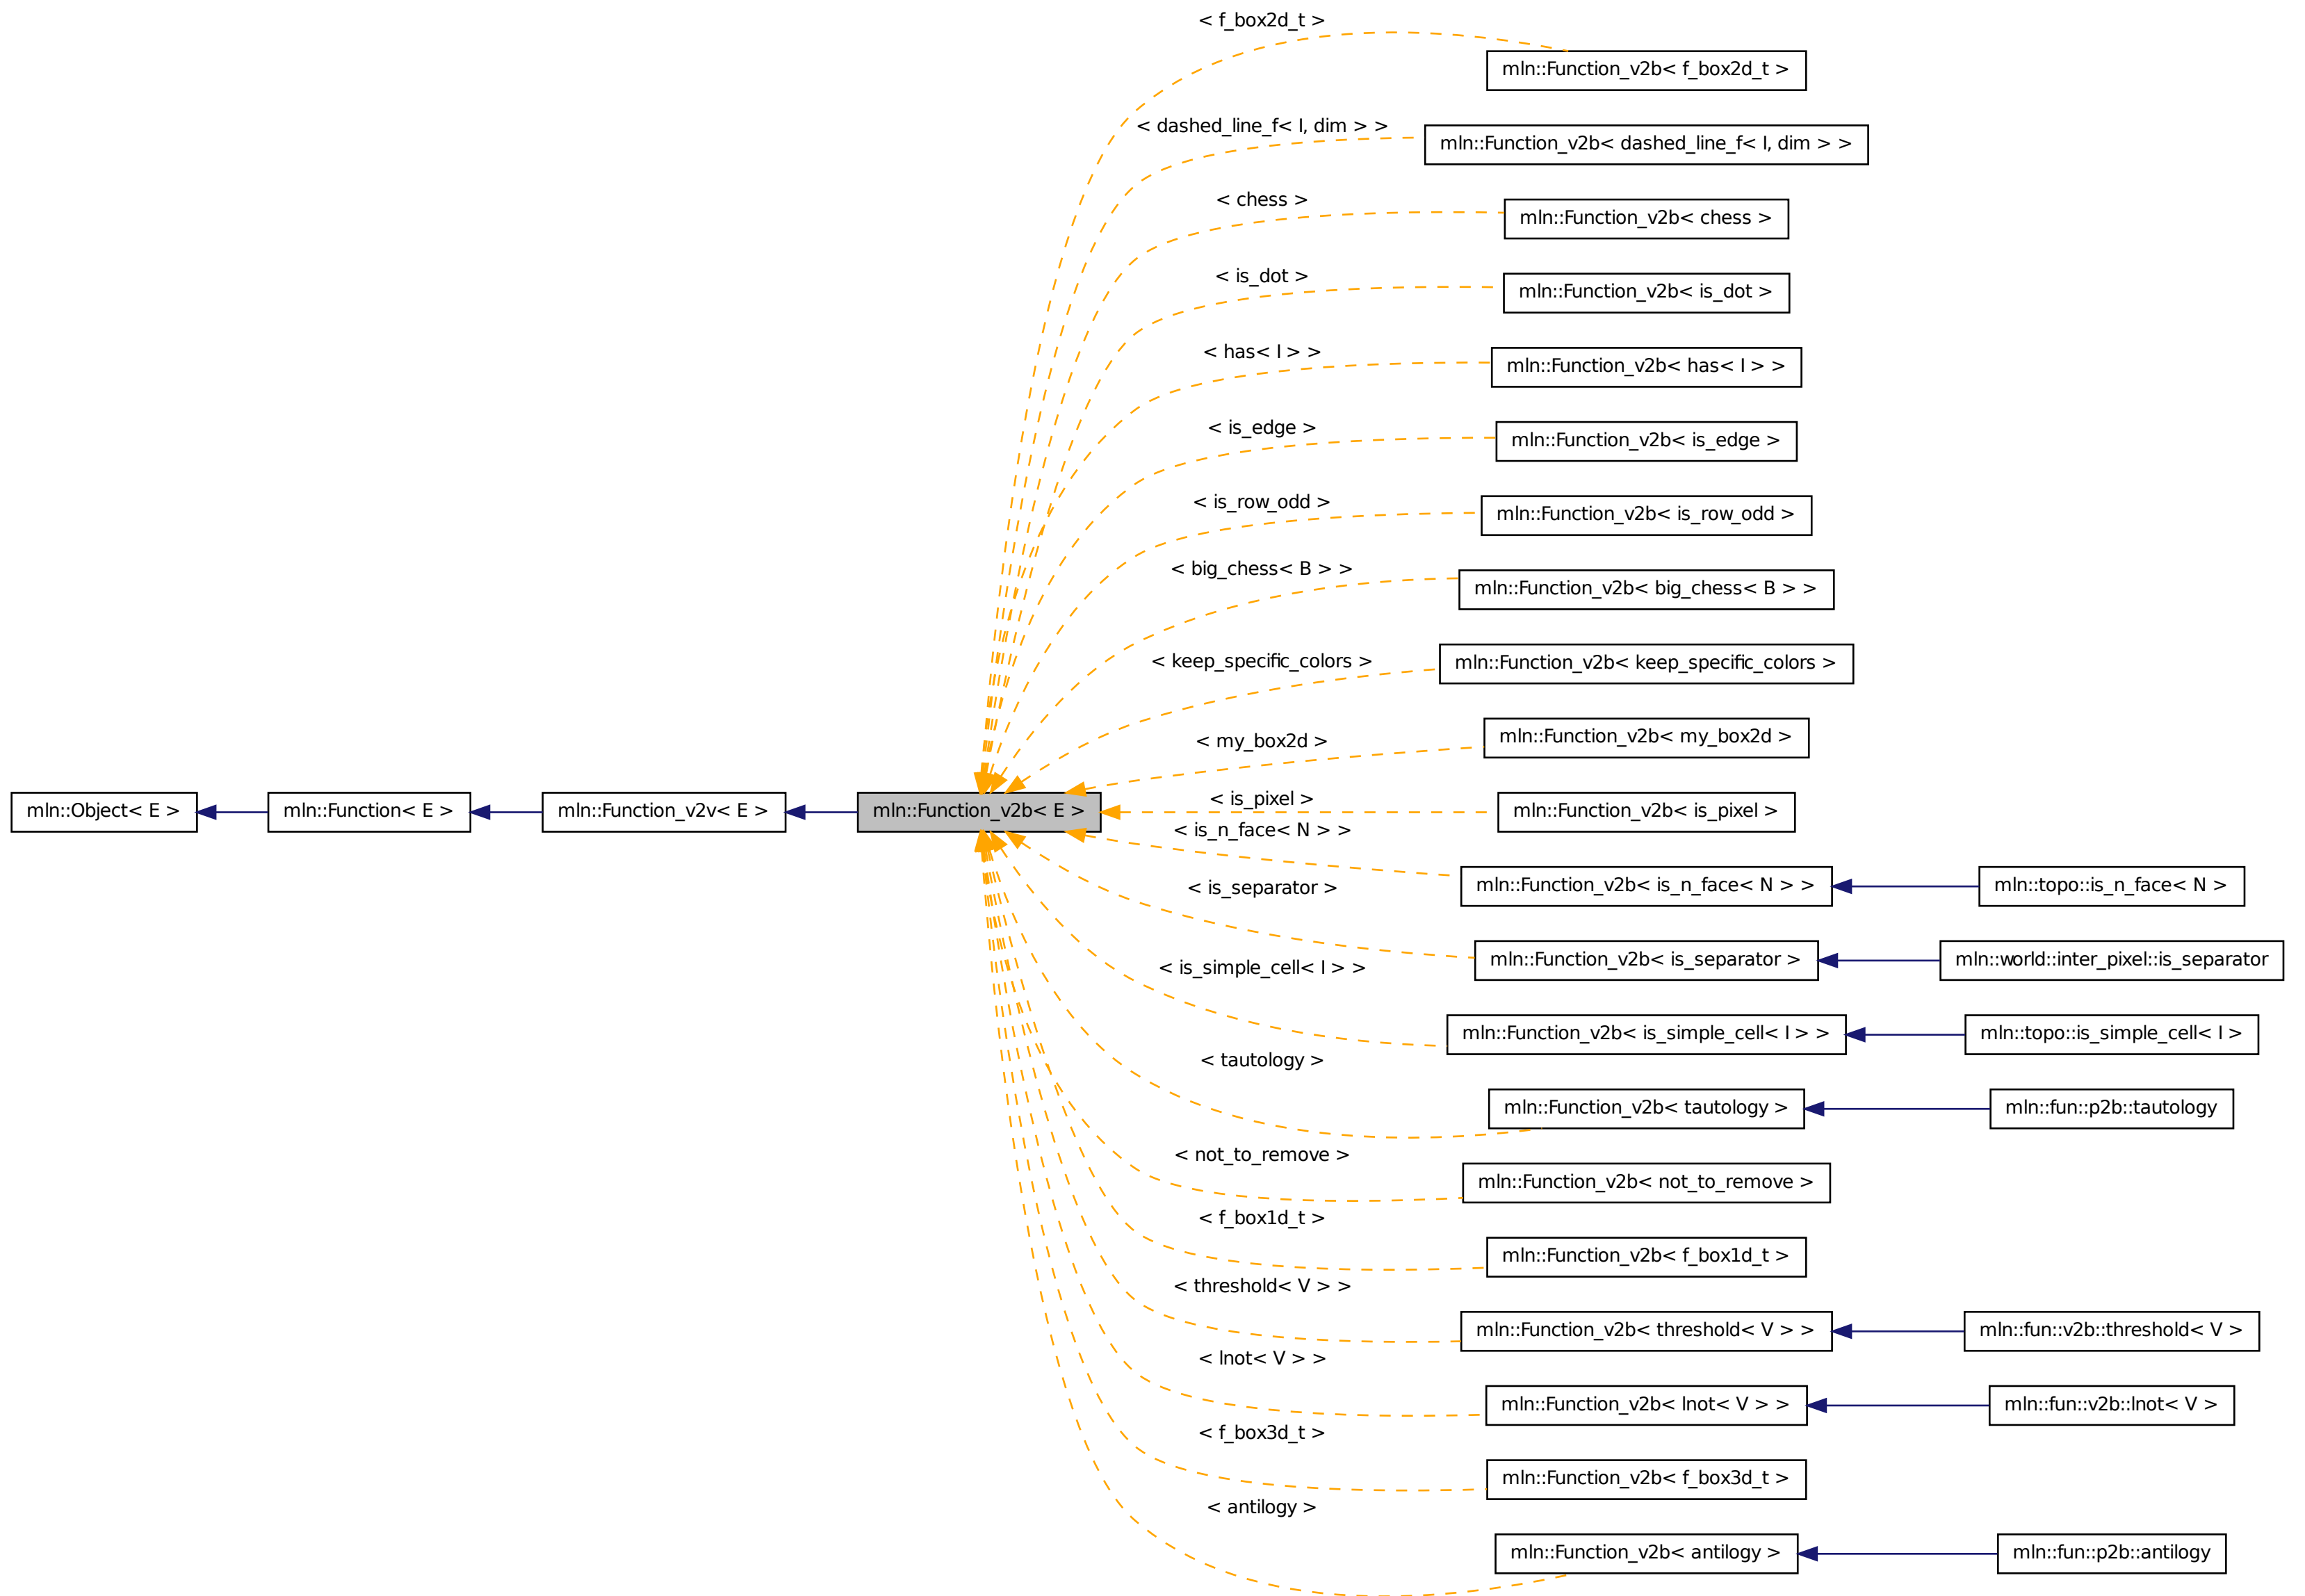 < f_box2d_t >
mln::Function_v2b< f_box2d_t >
< dashed_line_f< I, dim > >
mln::Function_v2b< dashed_line_f< I, dim > >
< chess >
mln::Function_v2b< chess >
< is_dot >
mln::Function_v2b< is_dot >
< has< I > >
mln::Function_v2b< has< I > >
< is_edge >
mln::Function_v2b< is_edge >
< is_row_odd >
mln::Function_v2b< is_row_odd >
< big_chess< B > >
mln::Function_v2b< big_chess< B > >
< keep_specific_colors >
mln::Function_v2b< keep_specific_colors >
< my_box2d >
mln::Function_v2b< my_box2d >
mln::Object< E >
mln::Function< E >
mln::Function_v2v< E >
mln::Function_v2b< E >
< is_pixel >
mln::Function_v2b< is_pixel >
< is_n_face< N > >
mln::Function_v2b< is_n_face< N > >
mln::topo::is_n_face< N >
< is_separator >
mln::Function_v2b< is_separator >
mln::world::inter_pixel::is_separator
< is_simple_cell< I > >
mln::Function_v2b< is_simple_cell< I > >
mln::topo::is_simple_cell< I >
< tautology >
mln::Function_v2b< tautology >
mln::fun::p2b::tautology
< not_to_remove >
mln::Function_v2b< not_to_remove >
< f_box1d_t >
mln::Function_v2b< f_box1d_t >
< threshold< V > >
mln::Function_v2b< threshold< V > >
mln::fun::v2b::threshold< V >
< lnot< V > >
mln::Function_v2b< lnot< V > >
mln::fun::v2b::lnot< V >
< f_box3d_t >
mln::Function_v2b< f_box3d_t >
< antilogy >
mln::Function_v2b< antilogy >
mln::fun::p2b::antilogy